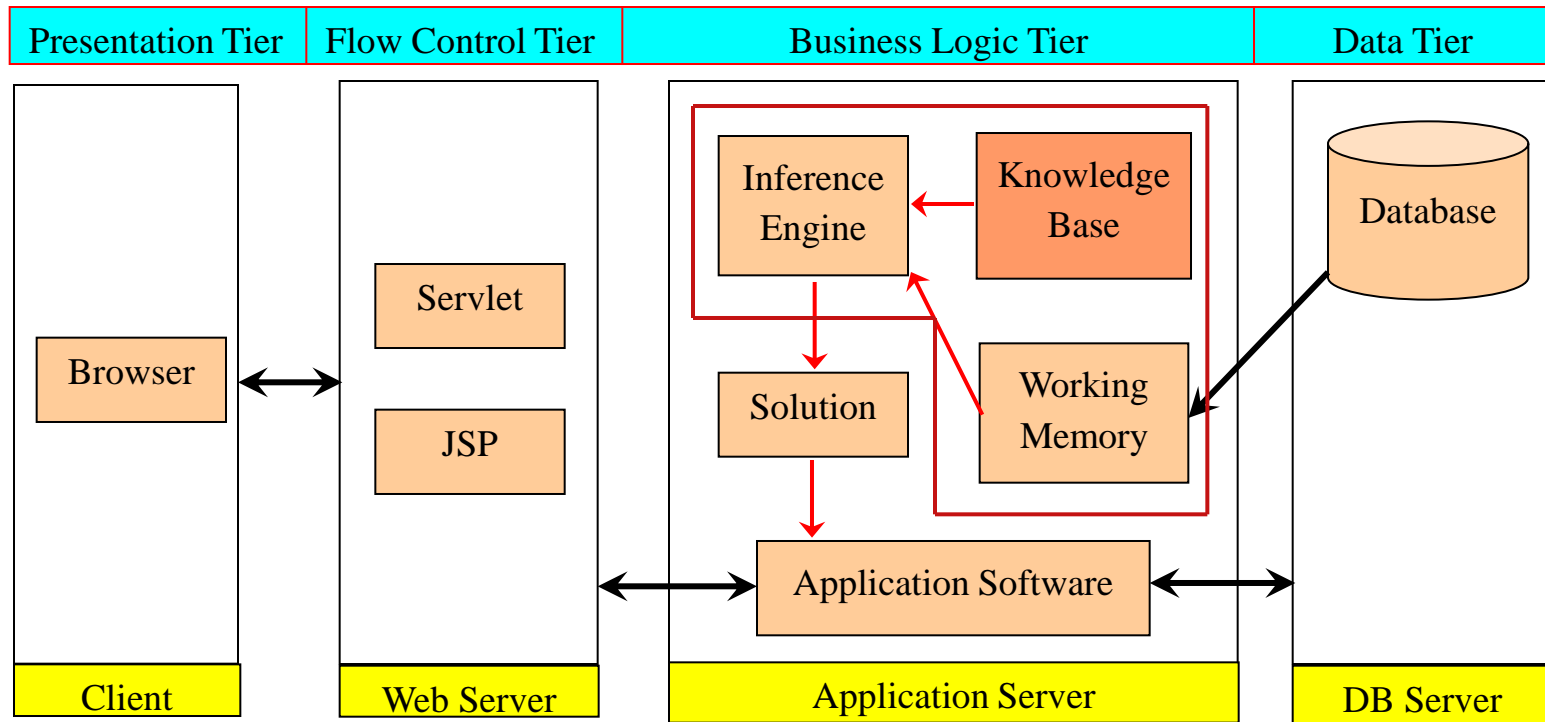 Presentation Tier
Flow Control Tier
Business Logic Tier
Data Tier
Browser
Servlet
JSP
Inference
Engine
Knowledge
Base
Solution
Working
Memory
Application Software
Database
Client
Web Server
Application Server
DB Server